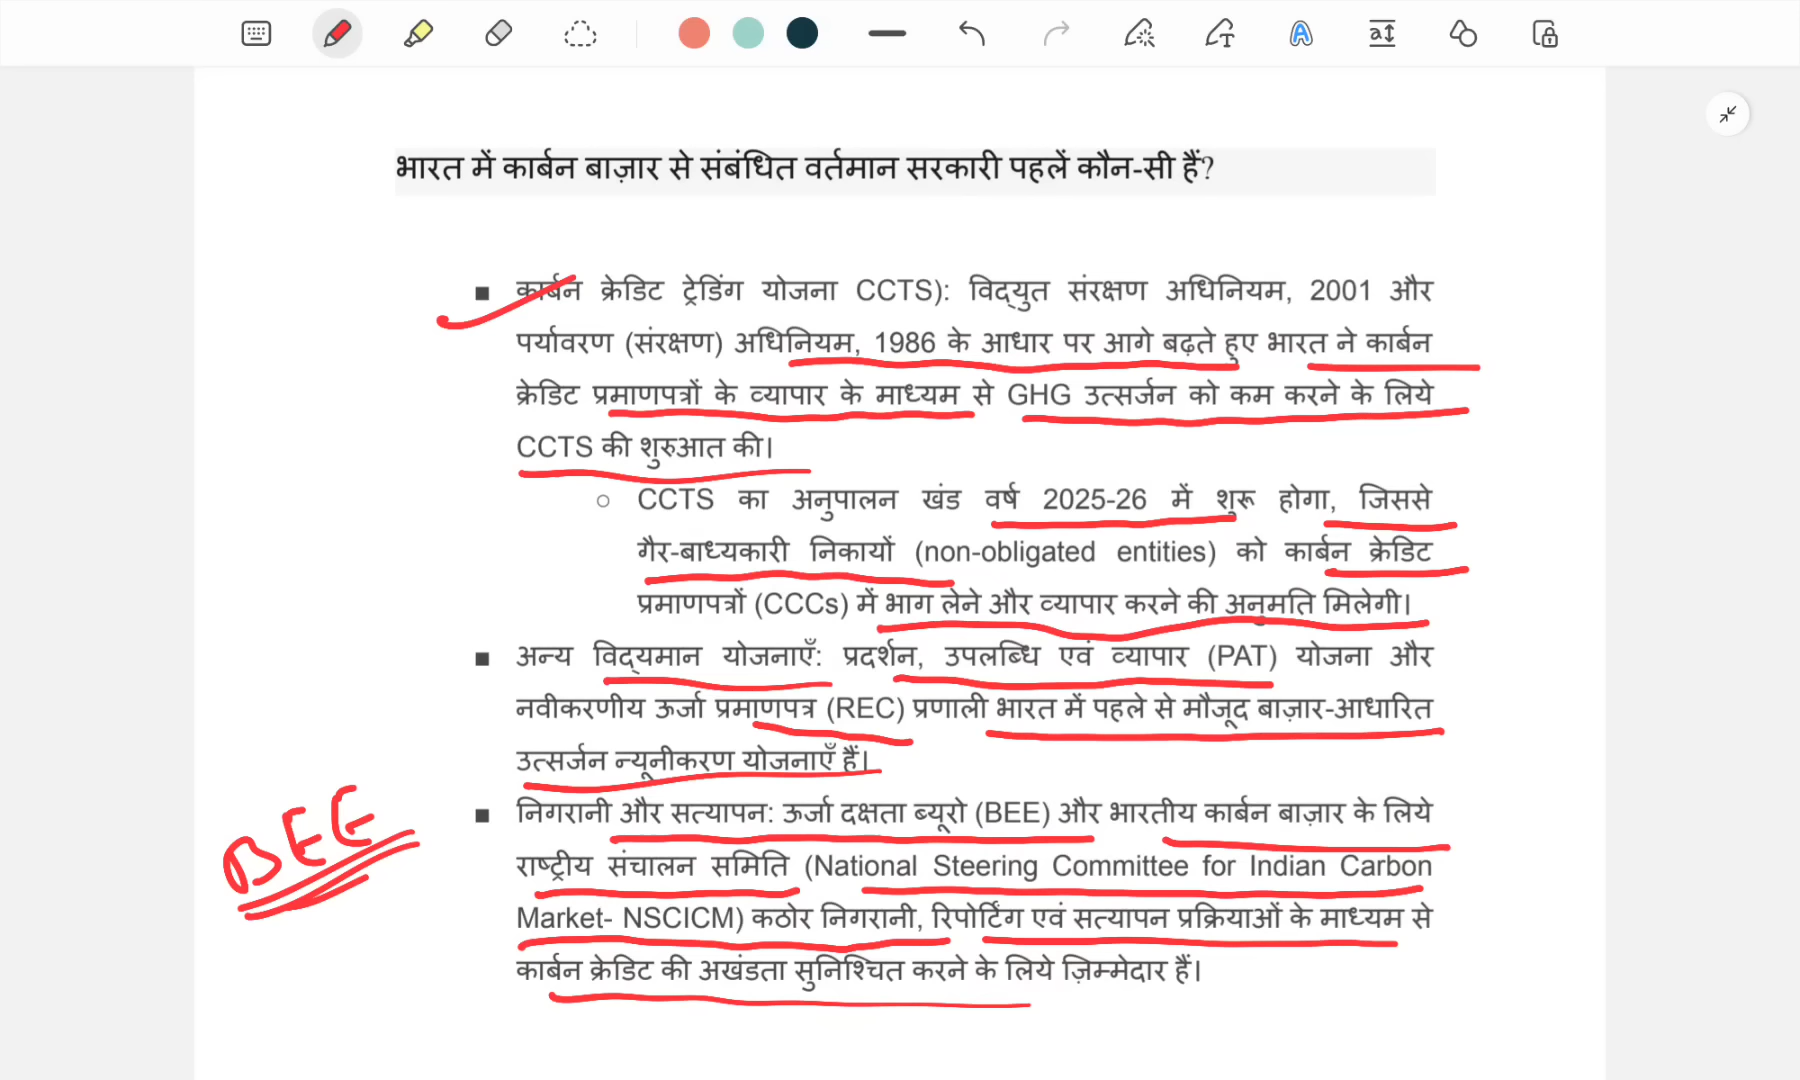 भारत में कार्बन बाज़ार से संबंधित वर्तमान सरकारी पहलें कौन-सी हैं?
■ कार्बन क्रेडिट ट्रेडिंग योजना CCTS): विद्युत संरक्षण अधिनियम, 2001 और
पर्यावरण (संरक्षण) अधिनियम, 1986 के आधार पर आगे बढ़ते हुए भारत ने कार्बन
क्रेडिट प्रमाणपत्रों के व्यापार के माध्यम से GHG उत्सर्जन को कम करने के लिये
CCTS की शुरुआत की।
○ CCTS का अनुपालन खंड वर्ष 2025-26 में शुरू होगा, जिससे
गैर-बाध्यकारी निकायों (non-obligated entities) को कार्बन क्रेडिट
प्रमाणपत्रों (CCCs) में भाग लेने और व्यापार करने की अनुमति मिलेगी।
■ अन्य विद्यमान योजनाएँ: प्रदर्शन, उपलब्धि एवं व्यापार (PAT) योजना और
नवीकरणीय ऊर्जा प्रमाणपत्र (REC) प्रणाली भारत में पहले से मौजूद बाज़ार-आधारित
उत्सर्जन न्यूनीकरण योजनाएँ हैं।
■ निगरानी और सत्यापन: ऊर्जा दक्षता ब्यूरो (BEE) और भारतीय कार्बन बाज़ार के लिये
राष्ट्रीय संचालन समिति (National Steering Committee for Indian Carbon
Market- NSCICM) कठोर निगरानी, रिपोर्टिंग एवं सत्यापन प्रक्रियाओं के माध्यम से
कार्बन क्रेडिट की अखंडता सुनिश्चित करने के लिये ज़िम्मेदार हैं।
BEE